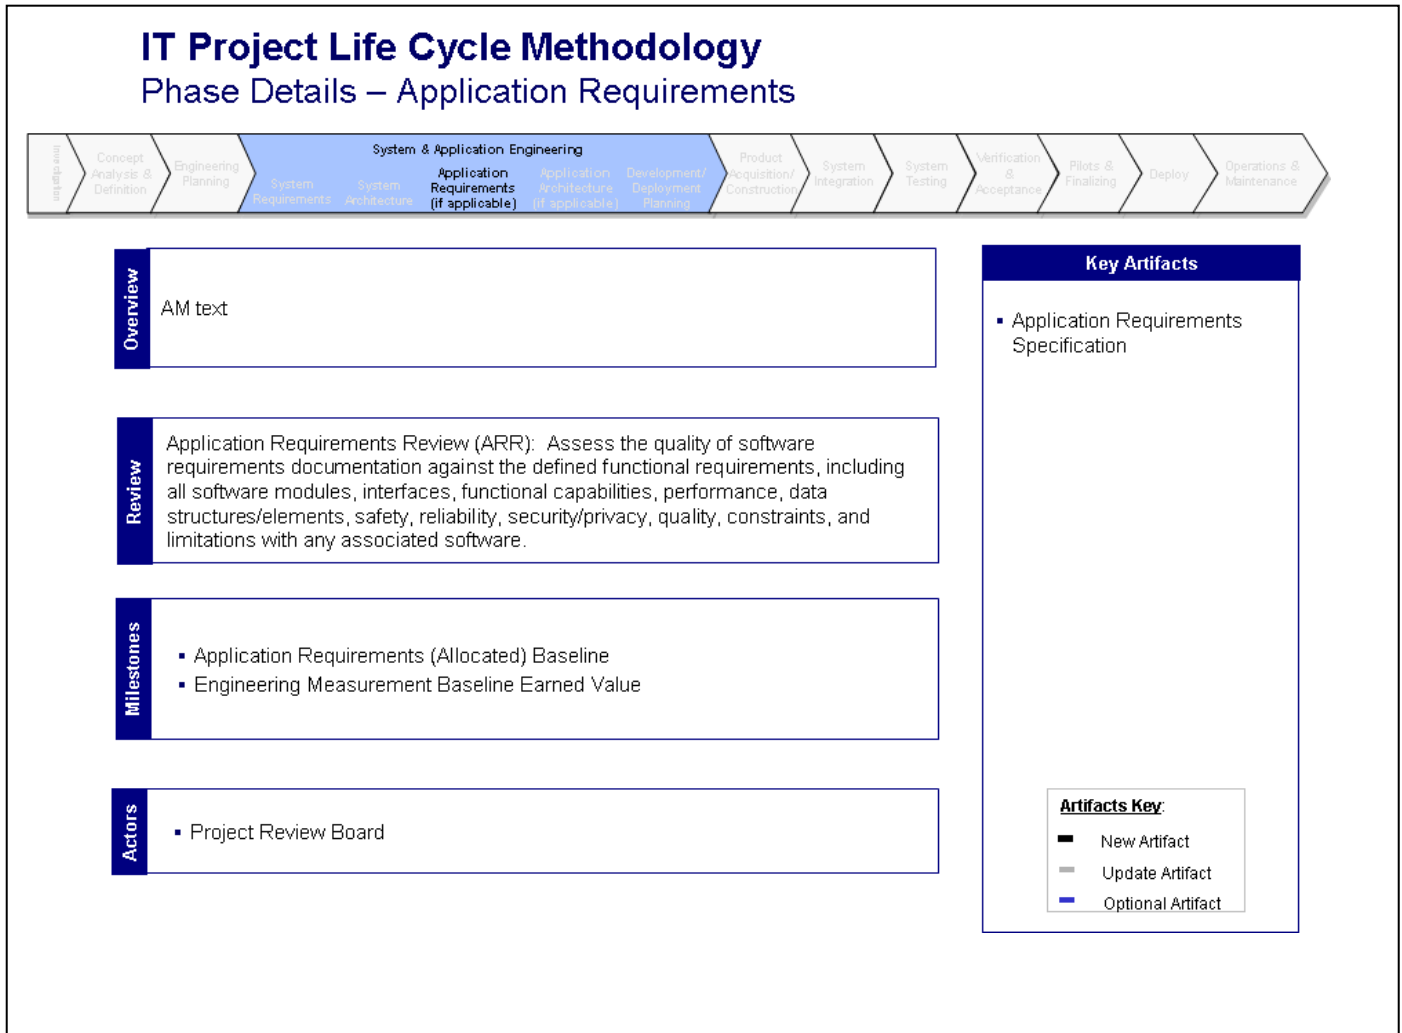 IT Project Life Cycle Methodology
Phase Details – Application Requirements
Concept
Analysis &
Definition
Engineering
Planning
System & Application Engineering
System
Requirements
System
Architecture
Application
Requirements
(if applicable)
Application
Architecture
(if applicable)
Development/
Deployment
Planning
Product
Acquisition/
Construction
System
Integration
System
Testing
Verification
&
Acceptance
Pilots &
Finalizing
Deploy
Operations &
Maintenance
Overview
AM text
Review
Application Requirements Review (ARR):  Assess the quality of software
requirements documentation against the defined functional requirements, including
all software modules, interfaces, functional capabilities, performance, data
structures/elements, safety, reliability, security/privacy, quality, constraints, and
limitations with any associated software.
Milestones
▪ Application Requirements (Allocated) Baseline
▪ Engineering Measurement Baseline Earned Value
Actors
▪ Project Review Board
Key Artifacts
▪ Application Requirements
Specification
Artifacts Key:
New Artifact
Update Artifact
Optional Artifact